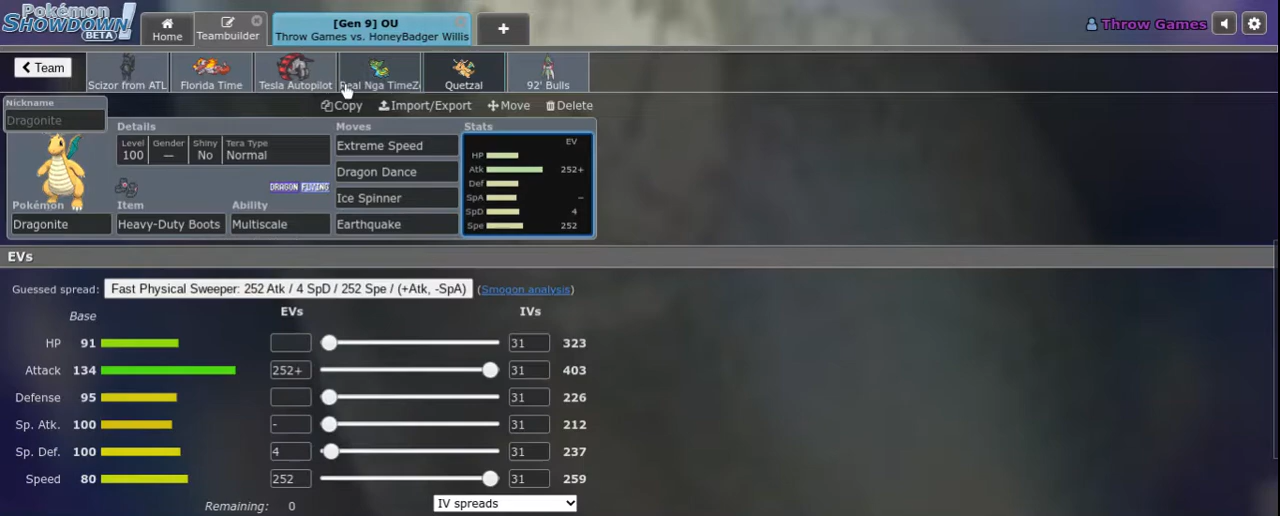 Pokémon
SHOWDOWN!
BETA
Home
Teambuilder
[Gen 9] OU
Throw Games vs. HoneyBadger Willis
+
Throw Games
< Team
Scizor from ATL
Florida Time
Tesla Autopilot
Real Nga TimeZ
Quetzal
92' Bulls
Nickname
Dragonite
Copy
Import/Export
Move
Delete
Details
Moves
Stats
Level
100
Gender
—
Shiny
No
Tera Type
Normal
DRAGON FLYING
Pokémon
Dragonite
Item
Heavy-Duty Boots
Ability
Multiscale
Extreme Speed
Dragon Dance
Ice Spinner
Earthquake
EV
HP
Atk 252+
Def
SpA –
SpD 4
Spe 252
EVs
Guessed spread: Fast Physical Sweeper: 252 Atk / 4 SpD / 252 Spe / (+Atk, -SpA) (Smogon analysis)
Base EVs IVs
HP 91 31 323
Attack 134 252+ 31 403
Defense 95 31 226
Sp. Atk. 100 - 31 212
Sp. Def. 100 4 31 237
Speed 80 252 31 259
Remaining: 0 IV spreads